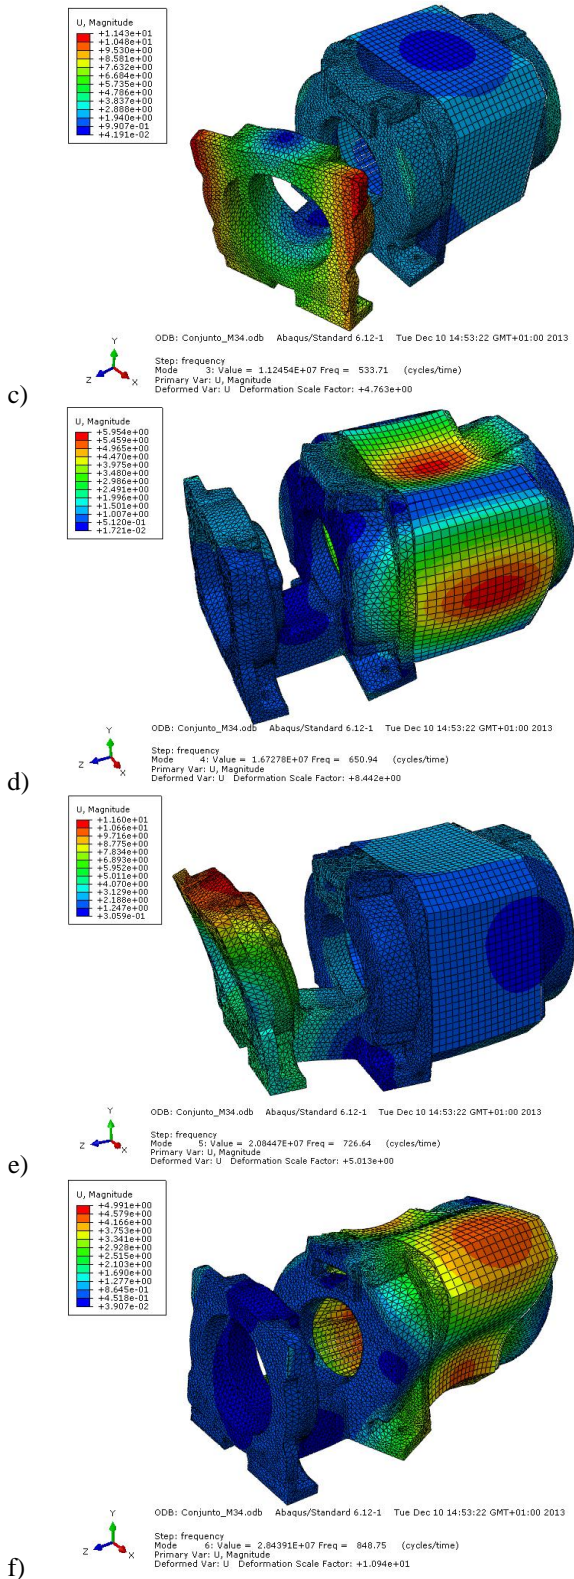 U, Magnitude
+1.143e+01
+1.048e+01
+9.530e+00
+8.581e+00
+7.632e+00
+6.684e+00
+5.735e+00
+4.786e+00
+3.837e+00
+2.888e+00
+1.940e+00
+9.907e-01
+4.191e-02
ODB: Conjunto_M34.odb Abaqus/Standard 6.12-1 Tue Dec 10 14:53:22 GMT+01:00 2013
Y
Z
X
Step: frequency
Mode 3: Value = 1.12454E+07 Freq = 533.71 (cycles/time)
Primary Var: U, Magnitude
Deformed Var: U Deformation Scale Factor: +4.763e+00
c)
U, Magnitude
+5.954e+00
+5.459e+00
+4.965e+00
+4.470e+00
+3.975e+00
+3.480e+00
+2.986e+00
+2.491e+00
+1.996e+00
+1.501e+00
+1.007e+00
+5.120e-01
+1.721e-02
ODB: Conjunto_M34.odb Abaqus/Standard 6.12-1 Tue Dec 10 14:53:22 GMT+01:00 2013
Y
Z
X
Step: frequency
Mode 4: Value = 1.67278E+07 Freq = 650.94 (cycles/time)
Primary Var: U, Magnitude
Deformed Var: U Deformation Scale Factor: +8.442e+00
d)
U, Magnitude
+1.160e+01
+1.066e+01
+9.716e+00
+8.775e+00
+7.834e+00
+6.893e+00
+5.952e+00
+5.011e+00
+4.070e+00
+3.129e+00
+2.188e+00
+1.247e+00
+3.059e-01
ODB: Conjunto_M34.odb Abaqus/Standard 6.12-1 Tue Dec 10 14:53:22 GMT+01:00 2013
Y
Z
X
Step: frequency
Mode 5: Value = 2.08447E+07 Freq = 726.64 (cycles/time)
Primary Var: U, Magnitude
Deformed Var: U Deformation Scale Factor: +5.013e+00
e)
U, Magnitude
+4.991e+00
+4.579e+00
+4.166e+00
+3.753e+00
+3.341e+00
+2.928e+00
+2.515e+00
+2.103e+00
+1.690e+00
+1.277e+00
+8.645e-01
+4.518e-01
+3.907e-02
ODB: Conjunto_M34.odb Abaqus/Standard 6.12-1 Tue Dec 10 14:53:22 GMT+01:00 2013
Y
Z
X
Step: frequency
Mode 6: Value = 2.84391E+07 Freq = 848.75 (cycles/time)
Primary Var: U, Magnitude
Deformed Var: U Deformation Scale Factor: +1.094e+01
f)